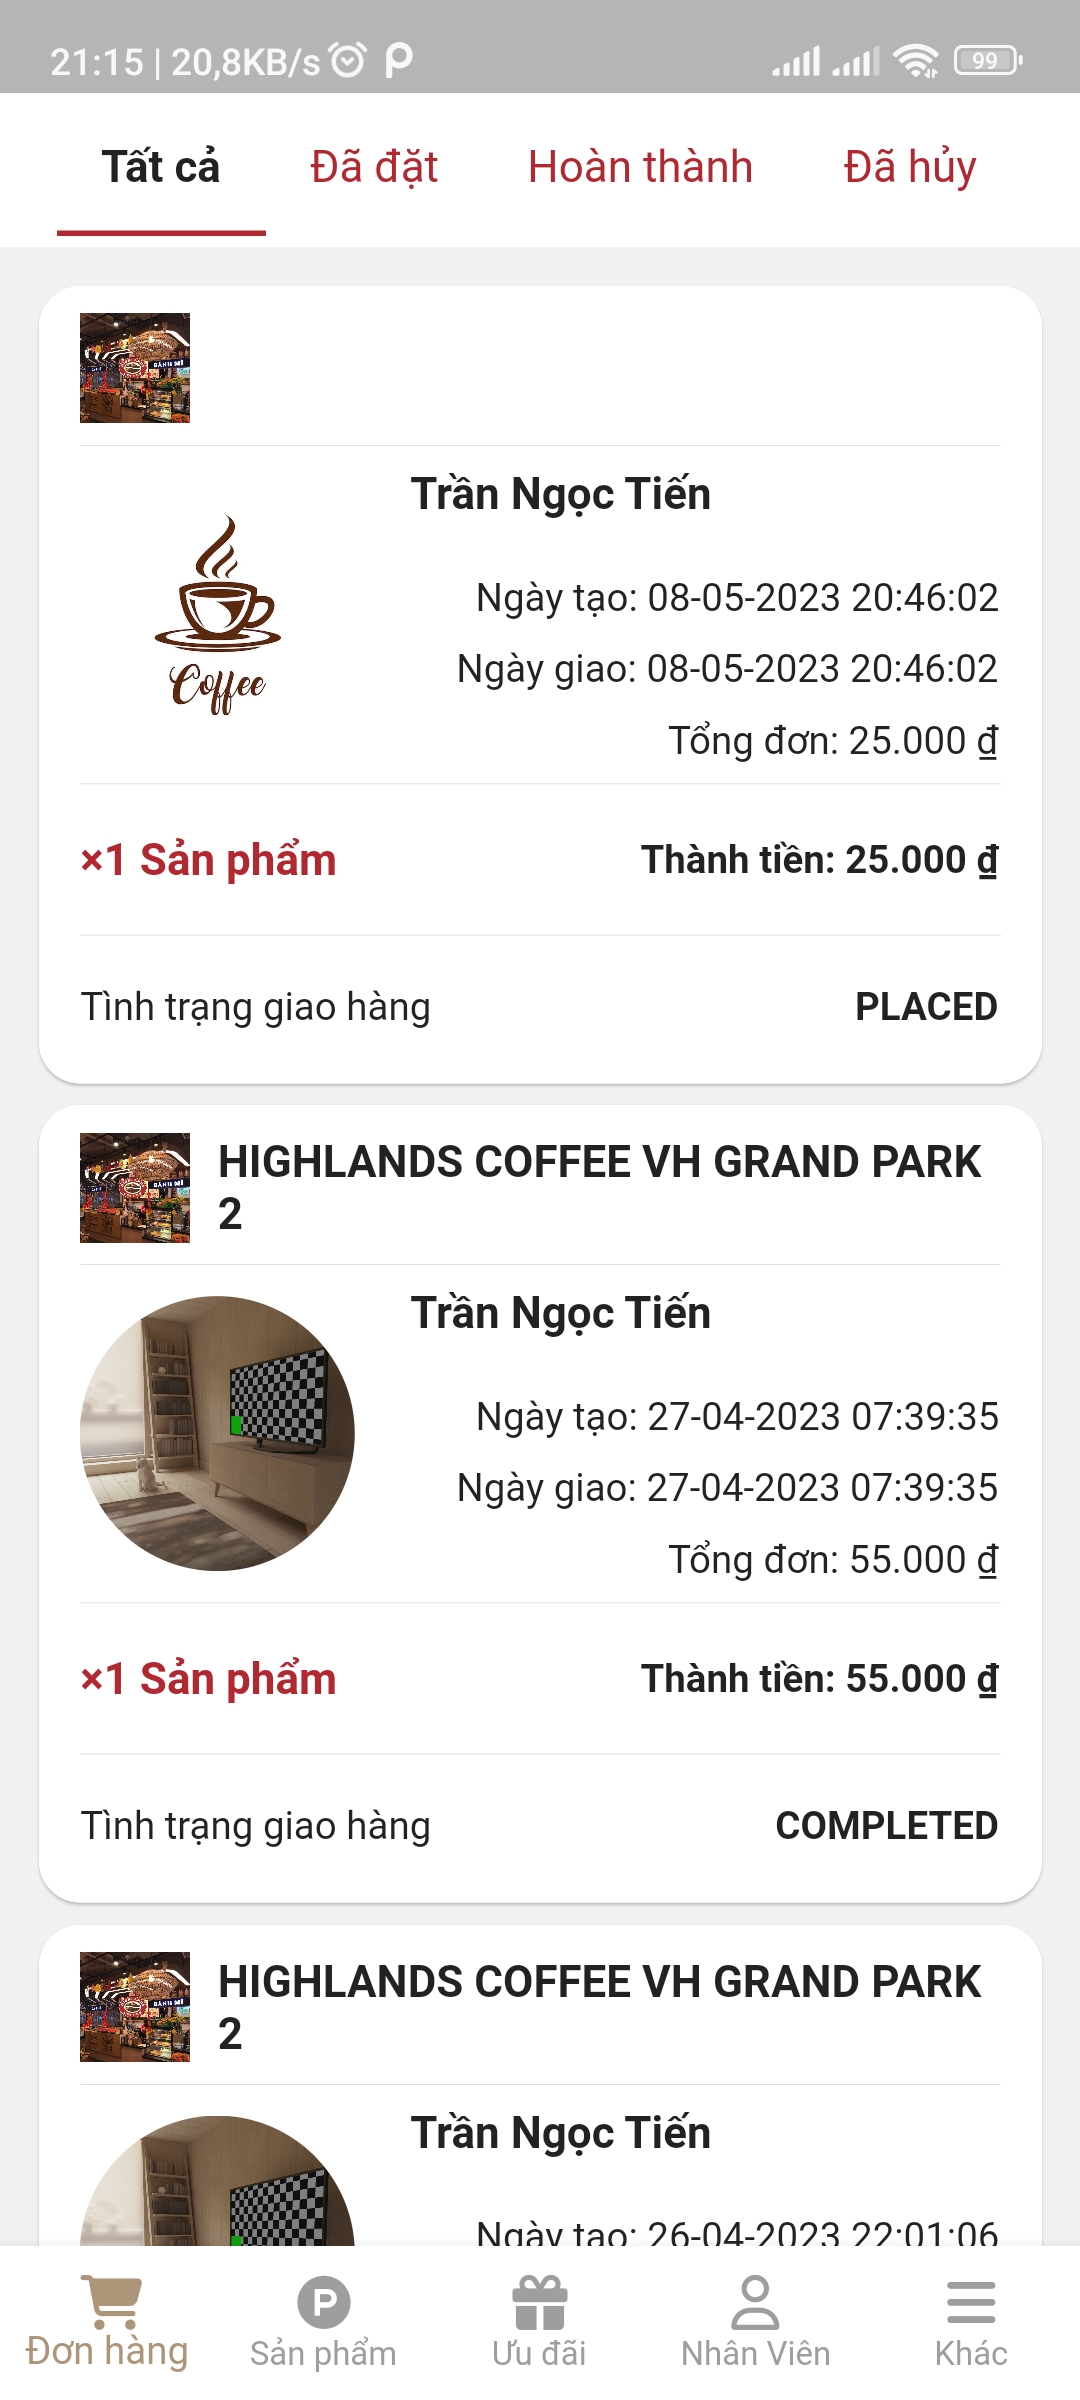 21:15 | 20,8KB/s
99
Tất cả Đã đặt Hoàn thành Đã hủy
BÁNH MÌ
Trần Ngọc Tiến
Coffee
Ngày tạo: 08-05-2023 20:46:02
Ngày giao: 08-05-2023 20:46:02
Tổng đơn: 25.000 ₫
×1 Sản phẩm Thành tiền: 25.000 ₫
Tình trạng giao hàng PLACED
BÁNH MÌ
HIGHLANDS COFFEE VH GRAND PARK
2
Trần Ngọc Tiến
Ngày tạo: 27-04-2023 07:39:35
Ngày giao: 27-04-2023 07:39:35
Tổng đơn: 55.000 ₫
×1 Sản phẩm Thành tiền: 55.000 ₫
Tình trạng giao hàng COMPLETED
BÁNH MÌ
HIGHLANDS COFFEE VH GRAND PARK
2
Trần Ngọc Tiến
Ngày tạo: 26-04-2023 22:01:06
P
Đơn hàng Sản phẩm Ưu đãi Nhân Viên Khác